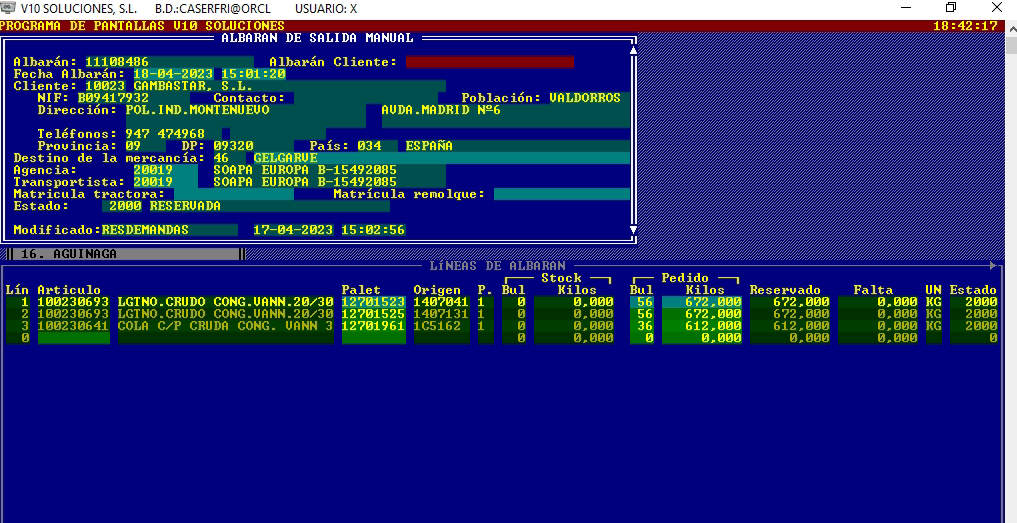 V10 SOLUCIONES, S.L. B.D.:CASERFRI@ORCL USUARIO: X
PROGRAMA DE PANTALLAS V10 SOLUCIONES 18:42:17
ALBARAN DE SALIDA MANUAL
Albarán: 11108486 Albarán Cliente:
Fecha Albarán: 18-04-2023 15:01:20
Cliente: 10023 GAMBASTAR, S.L.
NIF: B09417932 Contacto: Población: VALDORROS
Dirección: POL.IND.MONTENUEVO AVDA.MADRID Nº6
Teléfonos: 947 474968
Provincia: 09 DP: 09320 País: 034 ESPAÑA
Destino de la mercancía: 46 GELGARVE
Agencia: 20019 SOAPA EUROPA B-15492085
Transportista: 20019 SOAPA EUROPA B-15492085
Matricula tractora: Matrícula remolque:
Estado: 2000 RESERVADA
Modificado:RESDEMANDAS 17-04-2023 15:02:56
16. AGUINAGA
LÍNEAS DE ALBARAN
Stock Pedido
Lín Articulo Palet Origen P. Bul Kilos Bul Kilos Reservado Falta UN Estado
1 100230693 LGTNO.CRUDO CONG.VANN.20/30 12701523 1407041 1 0 0,000 56 672,000 672,000 0,000 KG 2000
2 100230693 LGTNO.CRUDO CONG.VANN.20/30 12701525 1407131 1 0 0,000 56 672,000 672,000 0,000 KG 2000
3 100230641 COLA C/P CRUDA CONG. VANN 3 12701961 1C5162 1 0 0,000 36 612,000 612,000 0,000 KG 2000
0 0 0,000 0 0,000 0,000 0,000 0